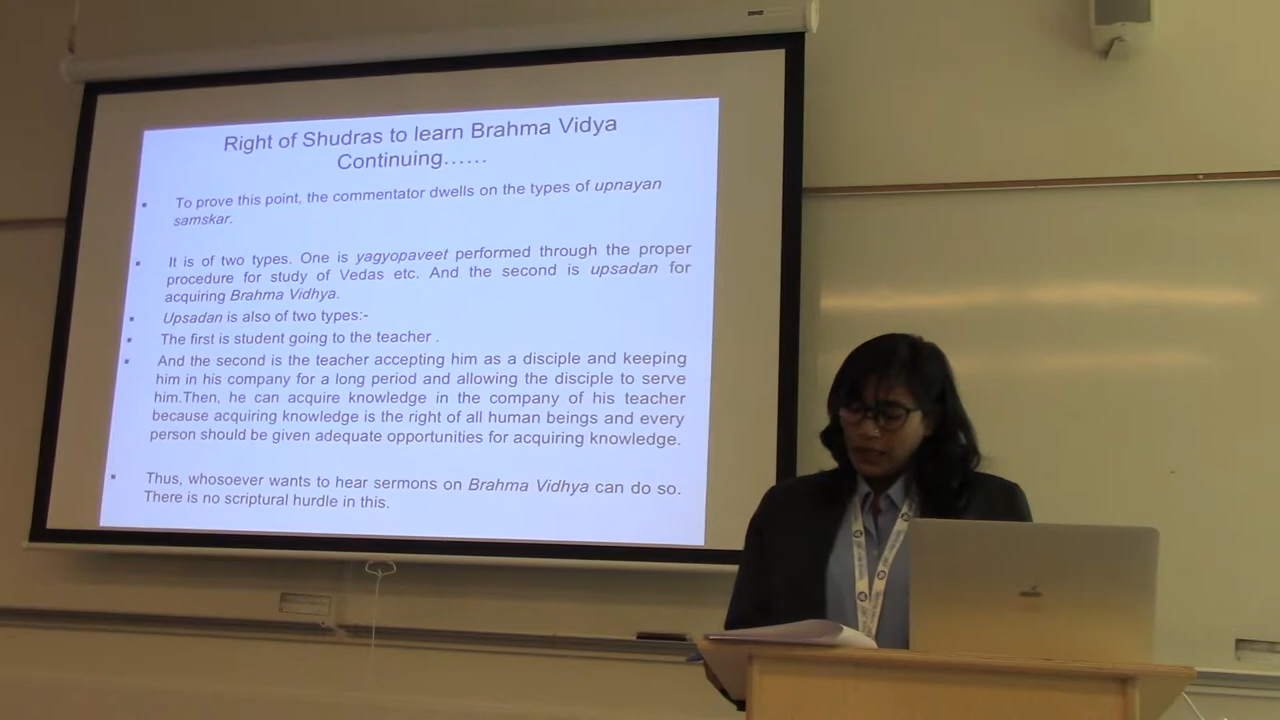 Right of Shudras to learn Brahma Vidya
Continuing……
▪ To prove this point, the commentator dwells on the types of upnayan
samskar.
▪ It is of two types. One is yagyopaveet performed through the proper
procedure for study of Vedas etc. And the second is upsadan for
acquiring Brahma Vidhya.
▪ Upsadan is also of two types:-
▪ The first is student going to the teacher .
▪ And the second is the teacher accepting him as a disciple and keeping
him in his company for a long period and allowing the disciple to serve
him.Then, he can acquire knowledge in the company of his teacher
because acquiring knowledge is the right of all human beings and every
person should be given adequate opportunities for acquiring knowledge.
▪ Thus, whosoever wants to hear sermons on Brahma Vidhya can do so.
There is no scriptural hurdle in this.